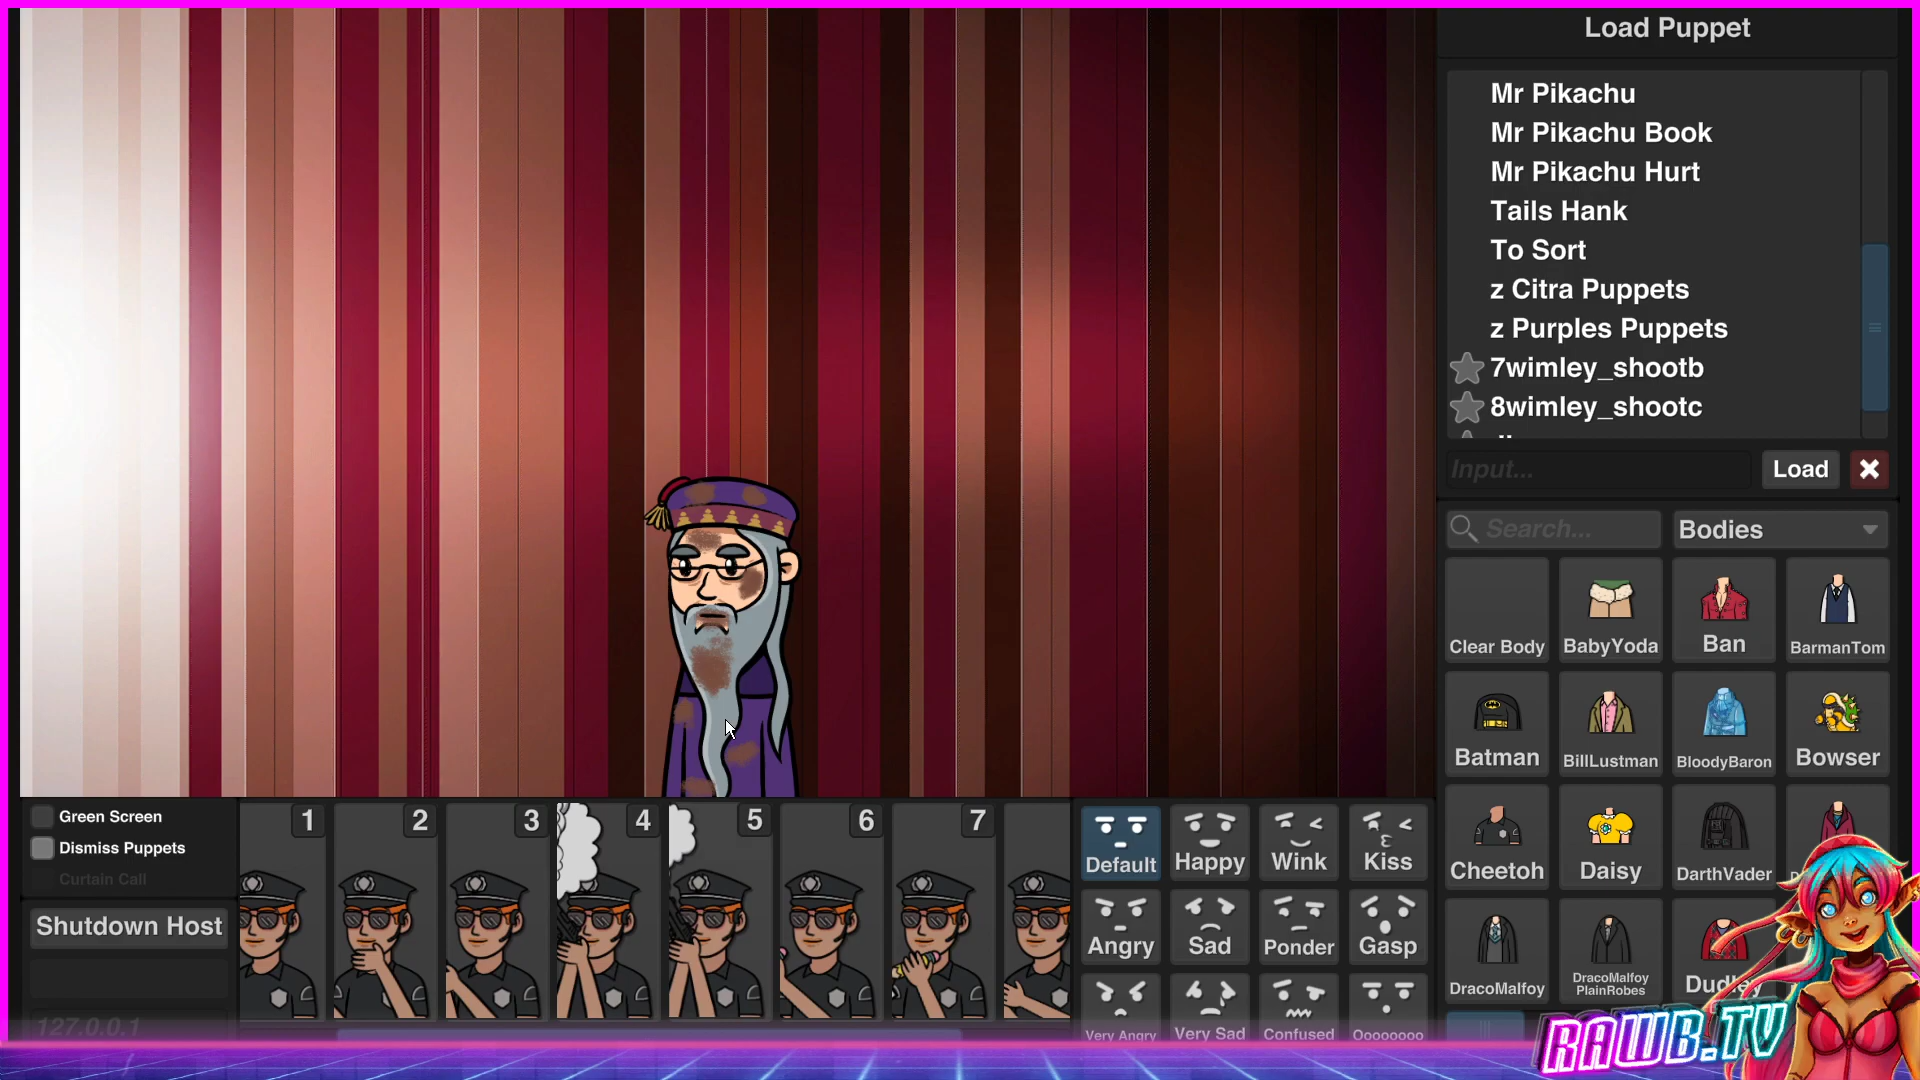 Load Puppet
Mr Pikachu
Mr Pikachu Book
Mr Pikachu Hurt
Tails Hank
To Sort
z Citra Puppets
z Purples Puppets
7wimley_shootb
8wimley_shootc
Input...
Load
Search...
Bodies
Clear Body
BabyYoda
Ban
BarmanTom
Batman
BillLustman
BloodyBaron
Bowser
Cheetoh
Daisy
DarthVader
DracoMalfoy
DracoMalfoy
PlainRobes
Dudley
Green Screen
Dismiss Puppets
Curtain Call
Shutdown Host
127.0.0.1
1
2
3
4
5
6
7
Default
Happy
Wink
Kiss
Angry
Sad
Ponder
Gasp
Very Angry
Very Sad
Confused
Oooooooo
RAWB.TV